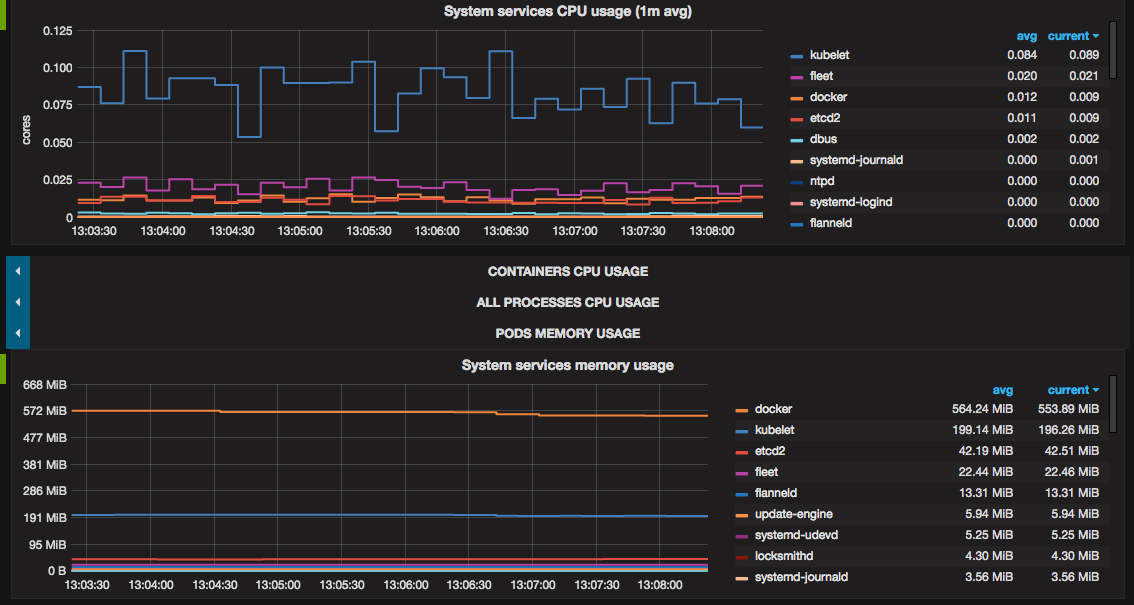 System services CPU usage (1m avg)
cores
0.125
0.100
0.075
0.050
0.025
0
13:03:30 13:04:00 13:04:30 13:05:00 13:05:30 13:06:00 13:06:30 13:07:00 13:07:30 13:08:00
avg current
kubelet 0.084 0.089
fleet 0.020 0.021
docker 0.012 0.009
etcd2 0.011 0.009
dbus 0.002 0.002
systemd-journald 0.000 0.001
ntpd 0.000 0.000
systemd-logind 0.000 0.000
flanneld 0.000 0.000
CONTAINERS CPU USAGE
ALL PROCESSES CPU USAGE
PODS MEMORY USAGE
System services memory usage
668 MiB
572 MiB
477 MiB
381 MiB
286 MiB
191 MiB
95 MiB
0 B
13:03:30 13:04:00 13:04:30 13:05:00 13:05:30 13:06:00 13:06:30 13:07:00 13:07:30 13:08:00
avg current
docker 564.24 MiB 553.89 MiB
kubelet 199.14 MiB 196.26 MiB
etcd2 42.19 MiB 42.51 MiB
fleet 22.44 MiB 22.46 MiB
flanneld 13.31 MiB 13.31 MiB
update-engine 5.94 MiB 5.94 MiB
systemd-udevd 5.25 MiB 5.25 MiB
locksmithd 4.30 MiB 4.30 MiB
systemd-journald 3.56 MiB 3.56 MiB